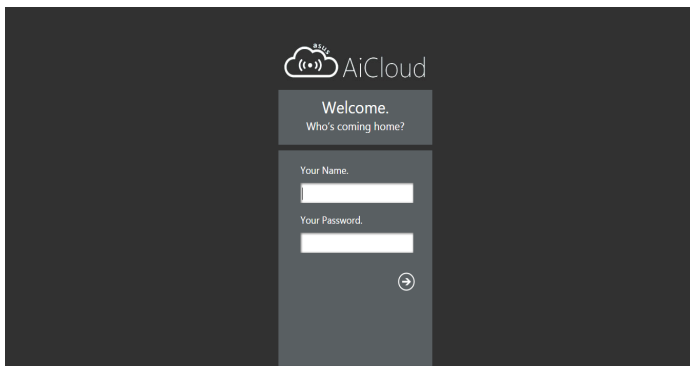 asus
AiCloud
Welcome.
Who's coming home?
Your Name.
Your Password.